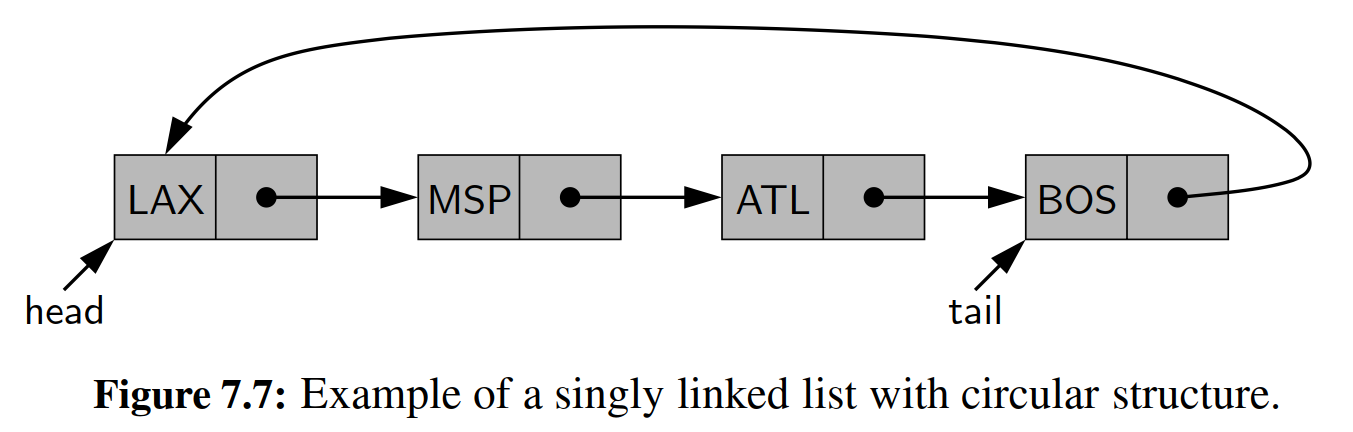 LAX MSP ATL BOS
head tail
Figure 7.7: Example of a singly linked list with circular structure.